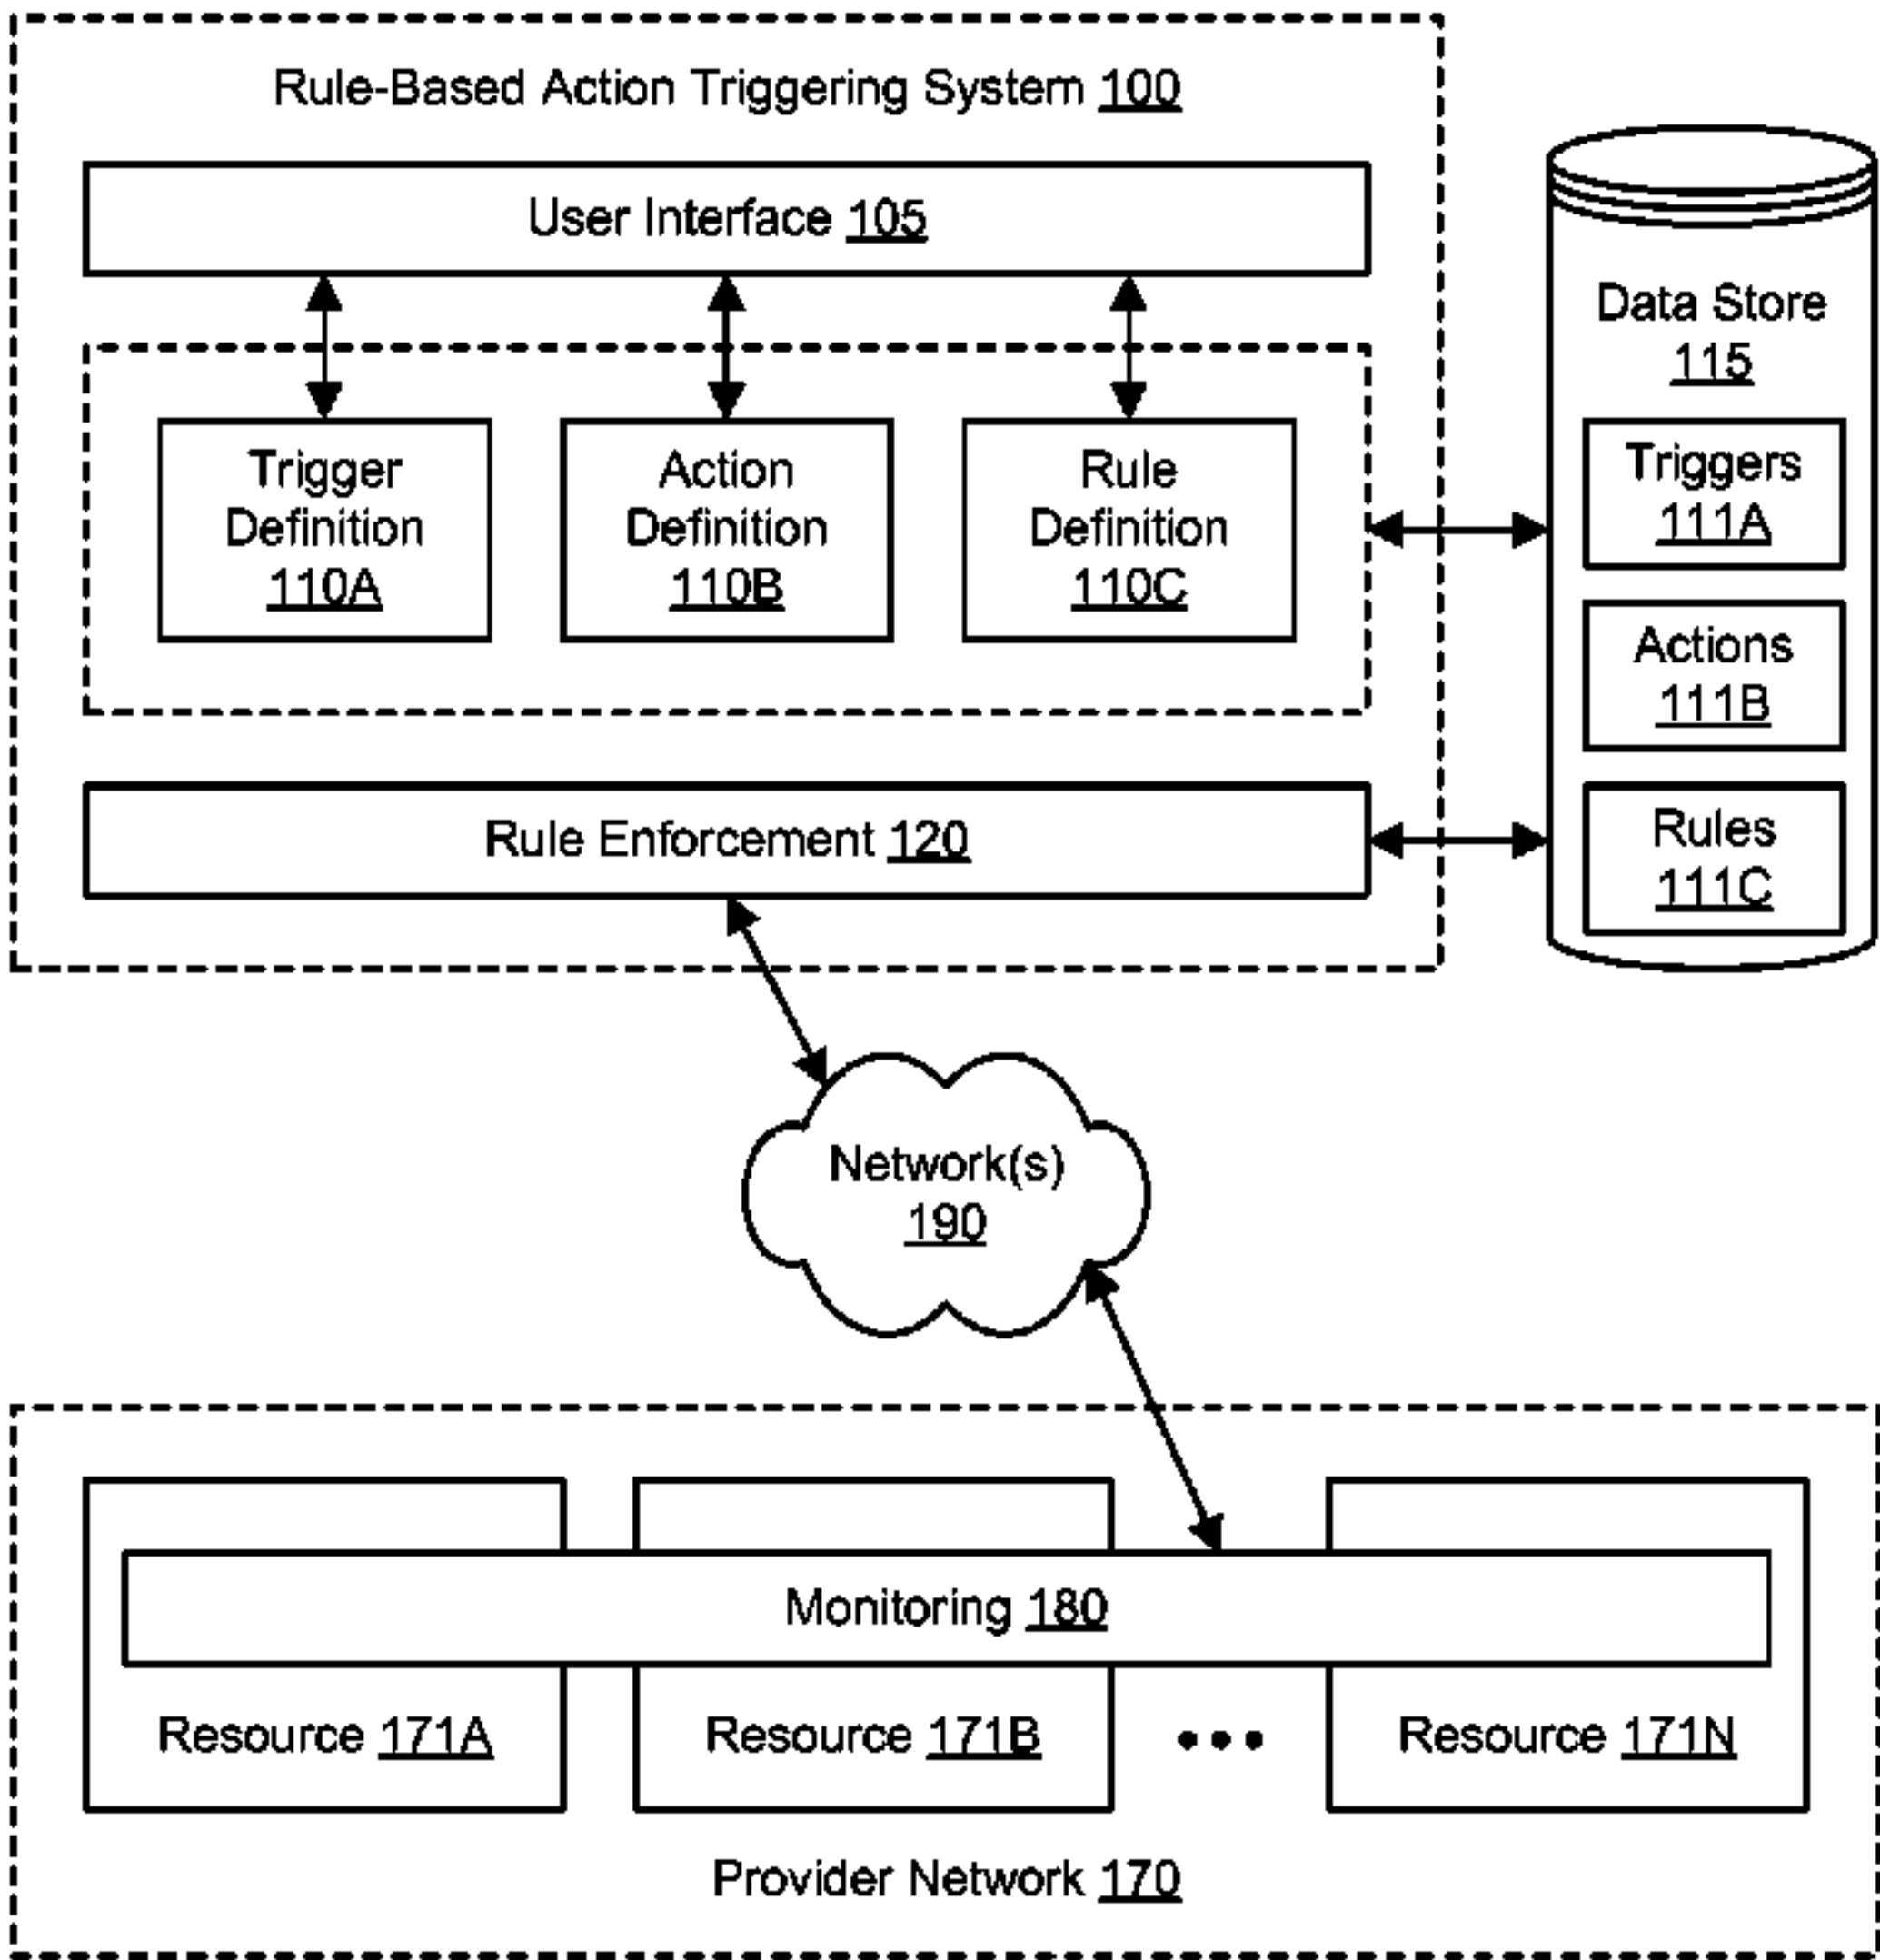 Rule-Based Action Triggering System 100
User Interface 105
Trigger
Definition
110A
Action
Definition
110B
Rule
Definition
110C
Rule Enforcement 120
Data Store
115
Triggers
111A
Actions
111B
Rules
111C
Network(s)
190
Monitoring 180
Resource 171A
Resource 171B
Resource 171N
Provider Network 170